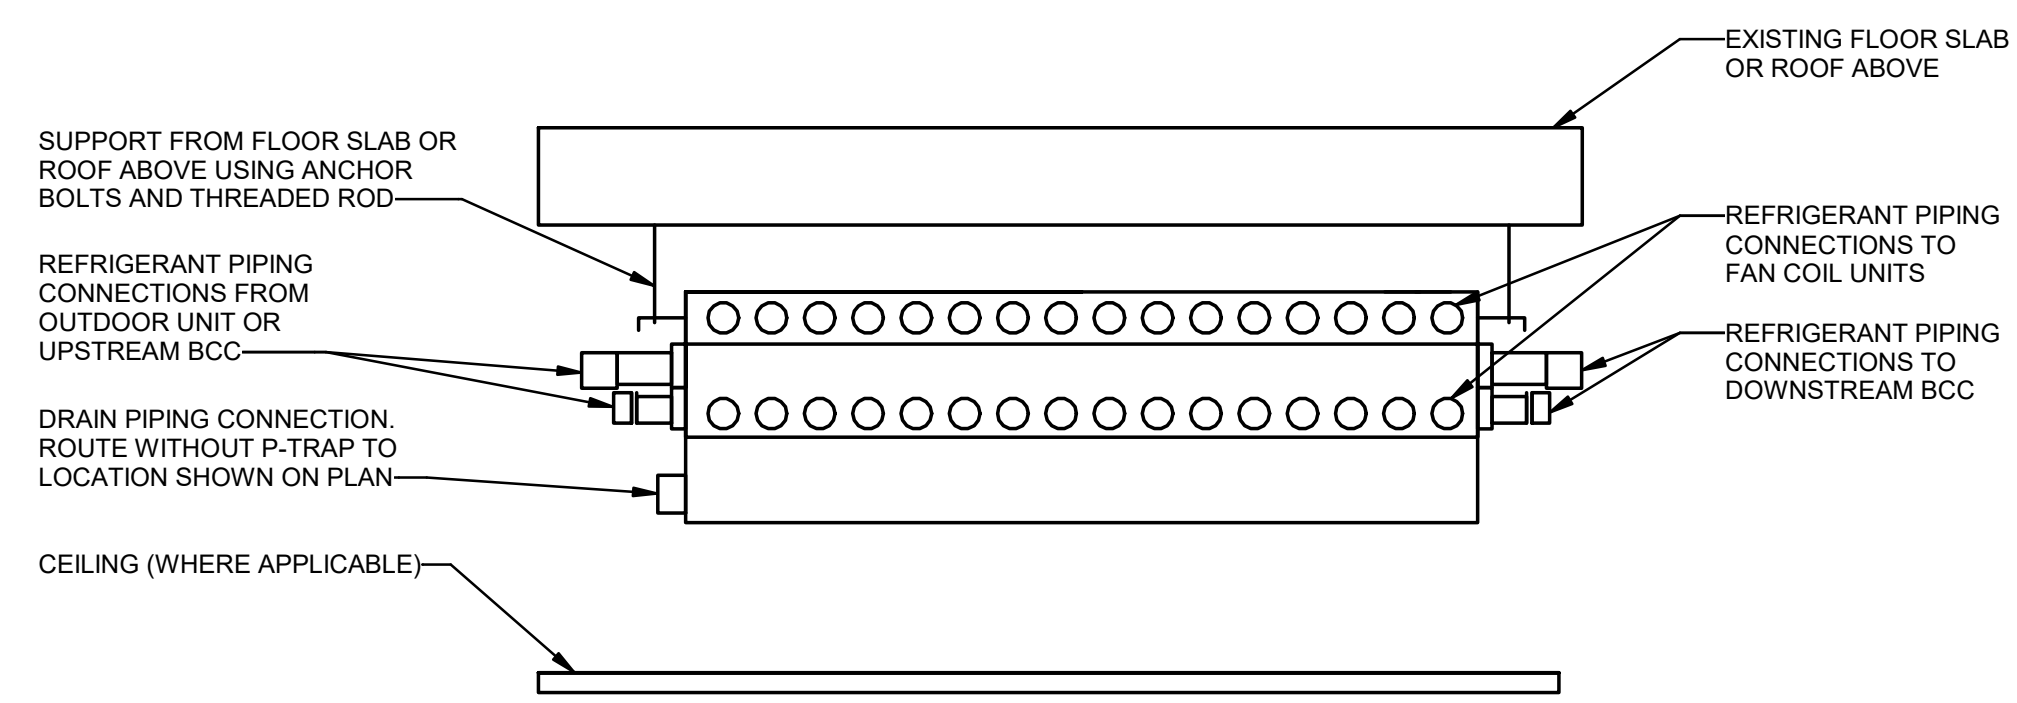 EXISTING FLOOR SLAB
OR ROOF ABOVE
SUPPORT FROM FLOOR SLAB OR
ROOF ABOVE USING ANCHOR
BOLTS AND THREADED ROD
REFRIGERANT PIPING
CONNECTIONS TO
FAN COIL UNITS
REFRIGERANT PIPING
CONNECTIONS FROM
OUTDOOR UNIT OR
UPSTREAM BCC
REFRIGERANT PIPING
CONNECTIONS TO
DOWNSTREAM BCC
DRAIN PIPING CONNECTION.
ROUTE WITHOUT P-TRAP TO
LOCATION SHOWN ON PLAN
CEILING (WHERE APPLICABLE)